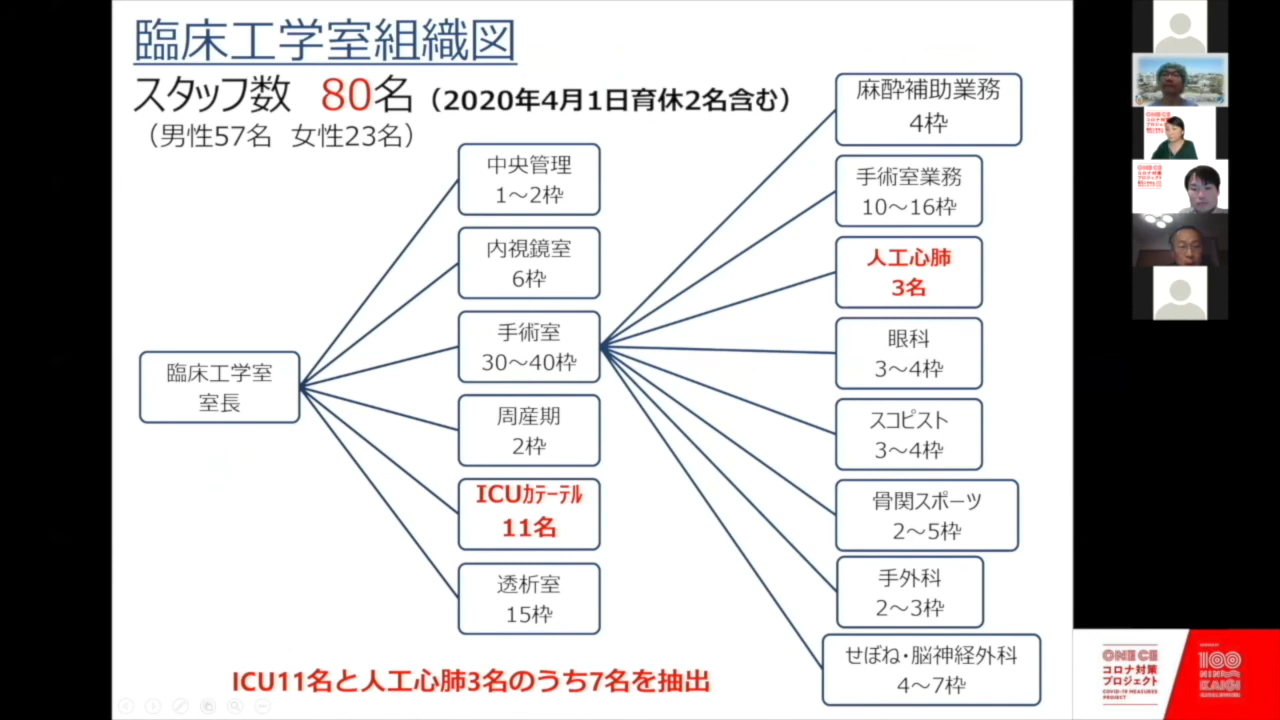 臨床工学室組織図
スタッフ数 80名（2020年4月1日育休2名含む）
（男性57名 女性23名）
臨床工学室
室長
中央管理
1～2枠
内視鏡室
6枠
手術室
30～40枠
周産期
2枠
ICUｶﾃｰﾃﾙ
11名
透析室
15枠
麻酔補助業務
4枠
手術室業務
10～16枠
人工心肺
3名
眼科
3～4枠
スコピスト
3～4枠
骨関スポーツ
2～5枠
手外科
2～3枠
せぼね・脳神経外科
4～7枠
ICU11名と人工心肺3名のうち7名を抽出
ONE CE
コロナ対策
プロジェクト
COVID-19 MEASURES
PROJECT
100
NIN
KAIGI